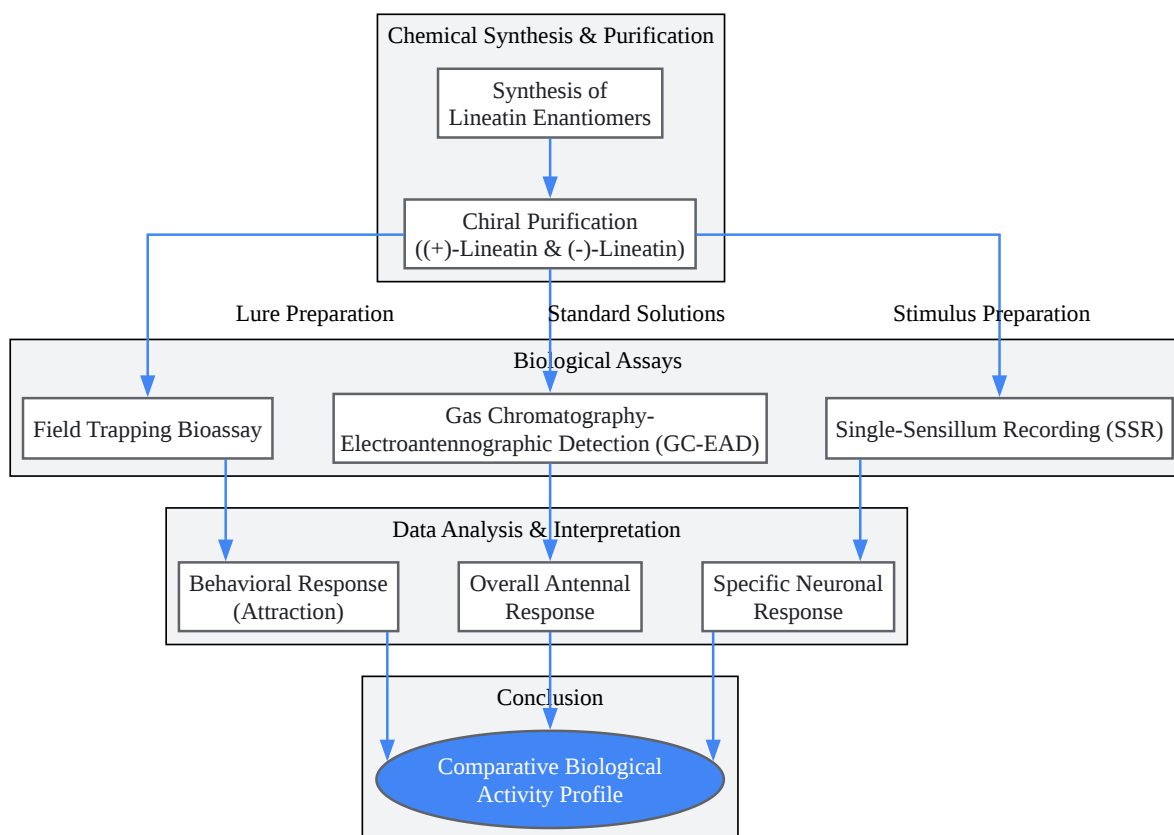 Chemical Synthesis & Purification
Synthesis of
Lineatin Enantiomers
Chiral Purification
((+)-Lineatin & (-)-Lineatin)
Lure Preparation
Standard Solutions
Stimulus Preparation
Biological Assays
Field Trapping Bioassay
Gas Chromatography-
Electroantennographic Detection (GC-EAD)
Single-Sensillum Recording (SSR)
Data Analysis & Interpretation
Behavioral Response
(Attraction)
Overall Antennal
Response
Specific Neuronal
Response
Conclusion
Comparative Biological
Activity Profile